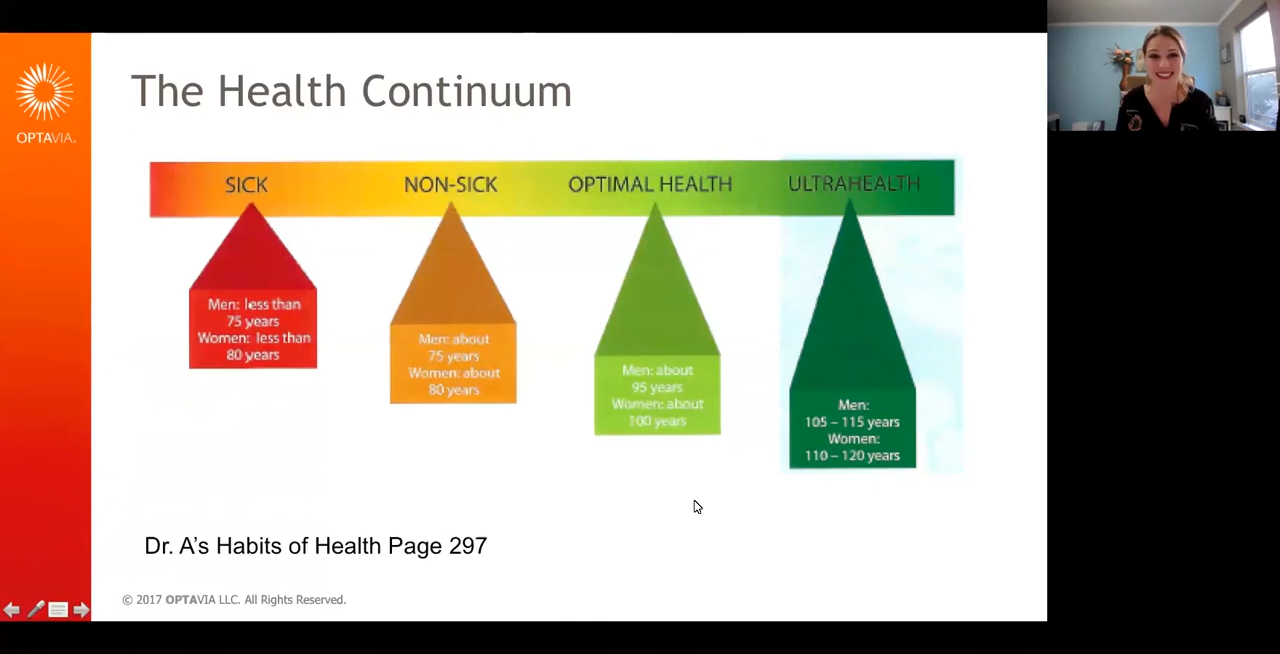 The Health Continuum
OPTAVIA®
SICK
NON-SICK
OPTIMAL HEALTH
ULTRAHEALTH
Men: less than
75 years
Women: less than
80 years
Men: about
75 years
Women: about
80 years
Men: about
95 years
Women: about
100 years
Men:
105 – 115 years
Women:
110 – 120 years
Dr. A's Habits of Health Page 297
© 2017 OPTAVIA LLC. All Rights Reserved.